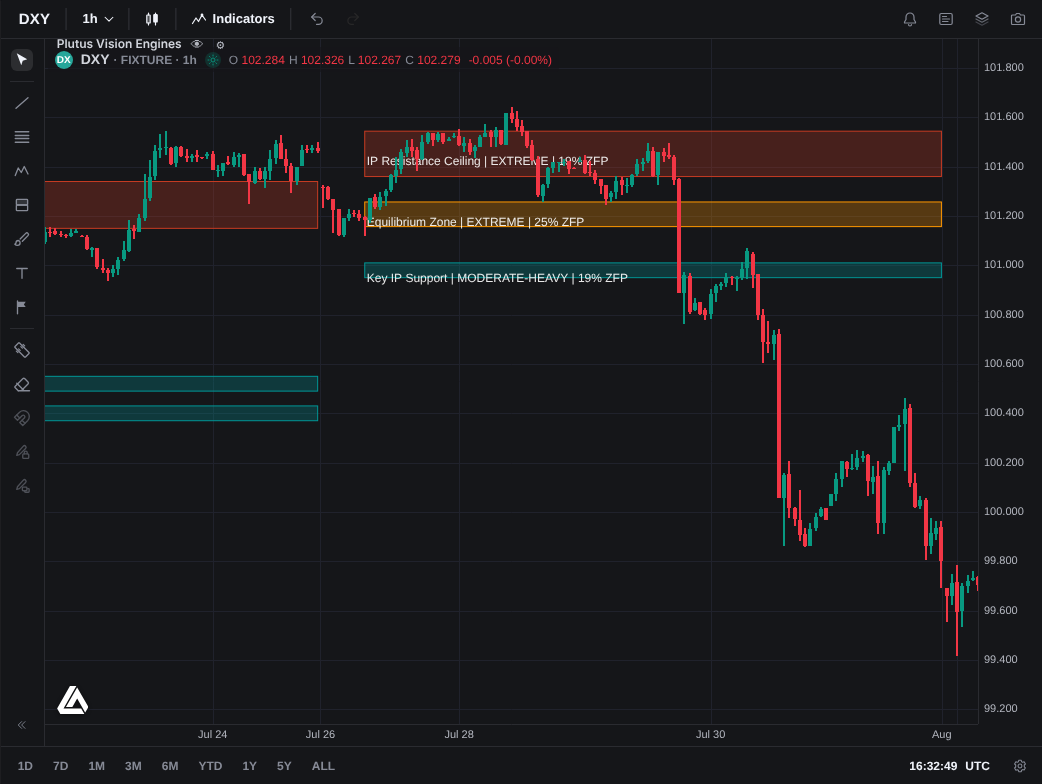 DXY 1h Indicators
Plutus Vision Engines
DX DXY · FIXTURE · 1h O 102.284 H 102.326 L 102.267 C 102.279 -0.005 (-0.00%)
101.800
101.600
IP Resistance Ceiling | EXTREME | 19% ZFP
101.400
101.200
Equilibrium Zone | EXTREME | 25% ZFP
101.000
Key IP Support | MODERATE-HEAVY | 19% ZFP
100.800
100.600
100.400
100.200
100.000
99.800
99.600
99.400
99.200
Jul 24 Jul 26 Jul 28 Jul 30 Aug
1D 7D 1M 3M 6M YTD 1Y 5Y ALL 16:32:49 UTC